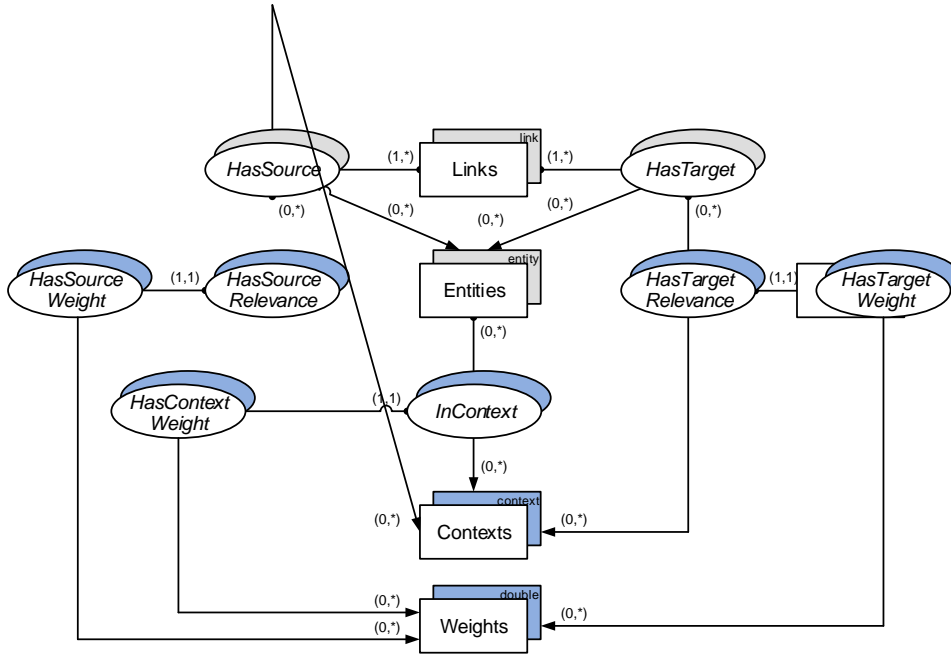 link
(1,*)
(1,*)
HasSource
Links
HasTarget
(0,*)
(0,*)
(0,*)
(0,*)
(0,*)
entity
HasSource
Weight
(1,1)
HasSource
Relevance
Entities
HasTarget
Relevance
(1,1)
HasTarget
Weight
(0,*)
HasContext
Weight
(1,1)
InContext
(0,*)
context
(0,*)
Contexts
(0,*)
double
(0,*)
Weights
(0,*)
(0,*)